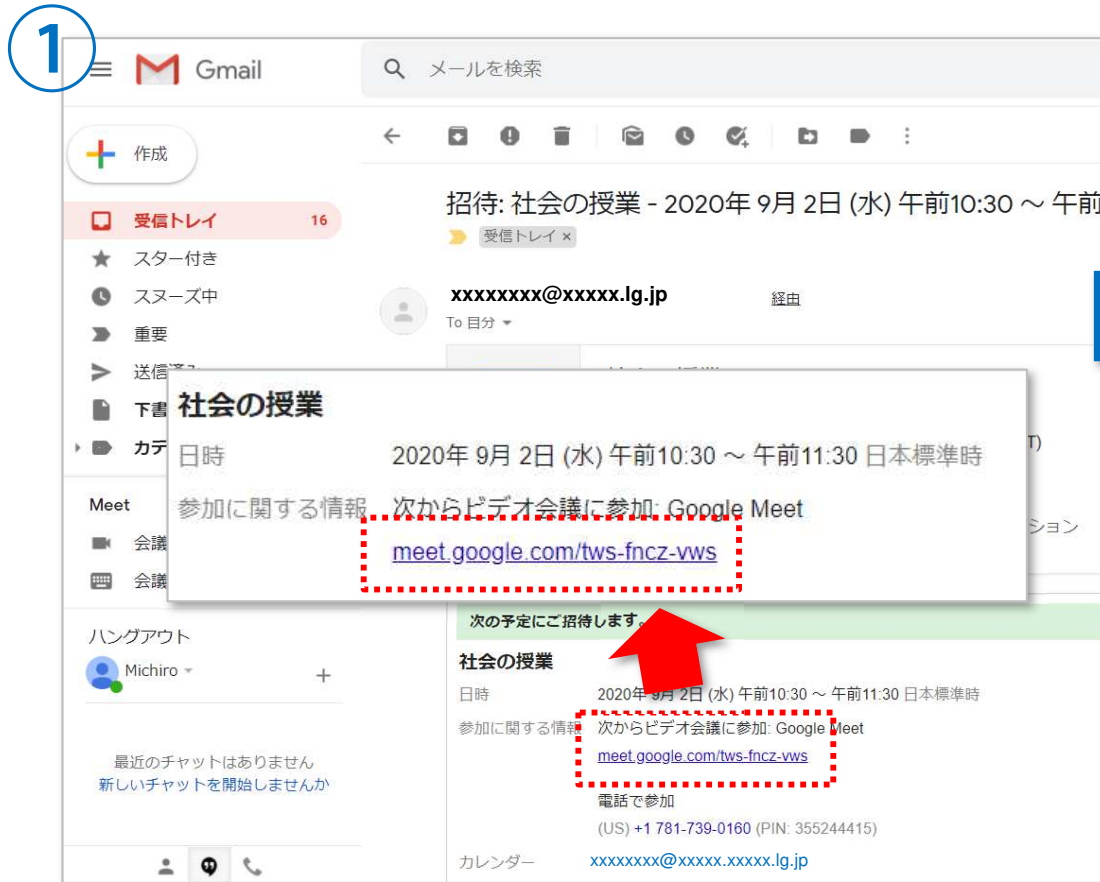 1
Gmail
メールを検索
作成
招待: 社会の授業 - 2020年 9月 2日 (水) 午前10:30 ～ 午前
受信トレイ ×
受信トレイ 16
スター付き
スヌーズ中
重要
送信済み
下書
カテ
xxxxxxxx@xxxxx.lg.jp
経由
To 目分
社会の授業
日時 2020年 9月 2日 (水) 午前10:30 ～ 午前11:30 日本標準時
T)
参加に関する情報 次からビデオ会議に参加: Google Meet
ション
meet.google.com/tws-fncz-vws
Meet
会議
会議
ハングアウト
Michiro
最近のチャットはありません
新しいチャットを開始しませんか
次の予定にご招待します。
社会の授業
日時 2020年 9月 2日 (水) 午前10:30 ～ 午前11:30 日本標準時
参加に関する情報 次からビデオ会議に参加: Google Meet
meet.google.com/tws-fncz-vws
電話で参加
(US) +1 781-739-0160 (PIN: 355244415)
カレンダー xxxxxxxx@xxxxx.xxxxx.lg.jp